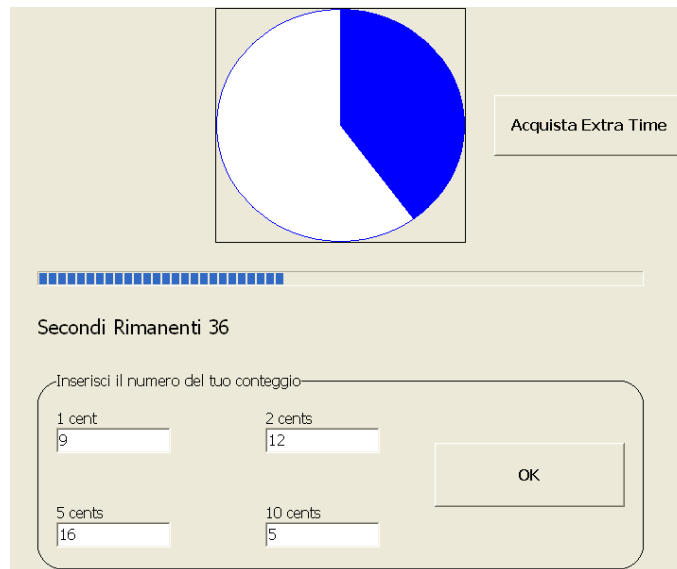 Acquista Extra Time
Secondi Rimanenti 36
Inserisci il numero del tuo conteggio
1 cent
2 cents
9
12
OK
5 cents
10 cents
16
5